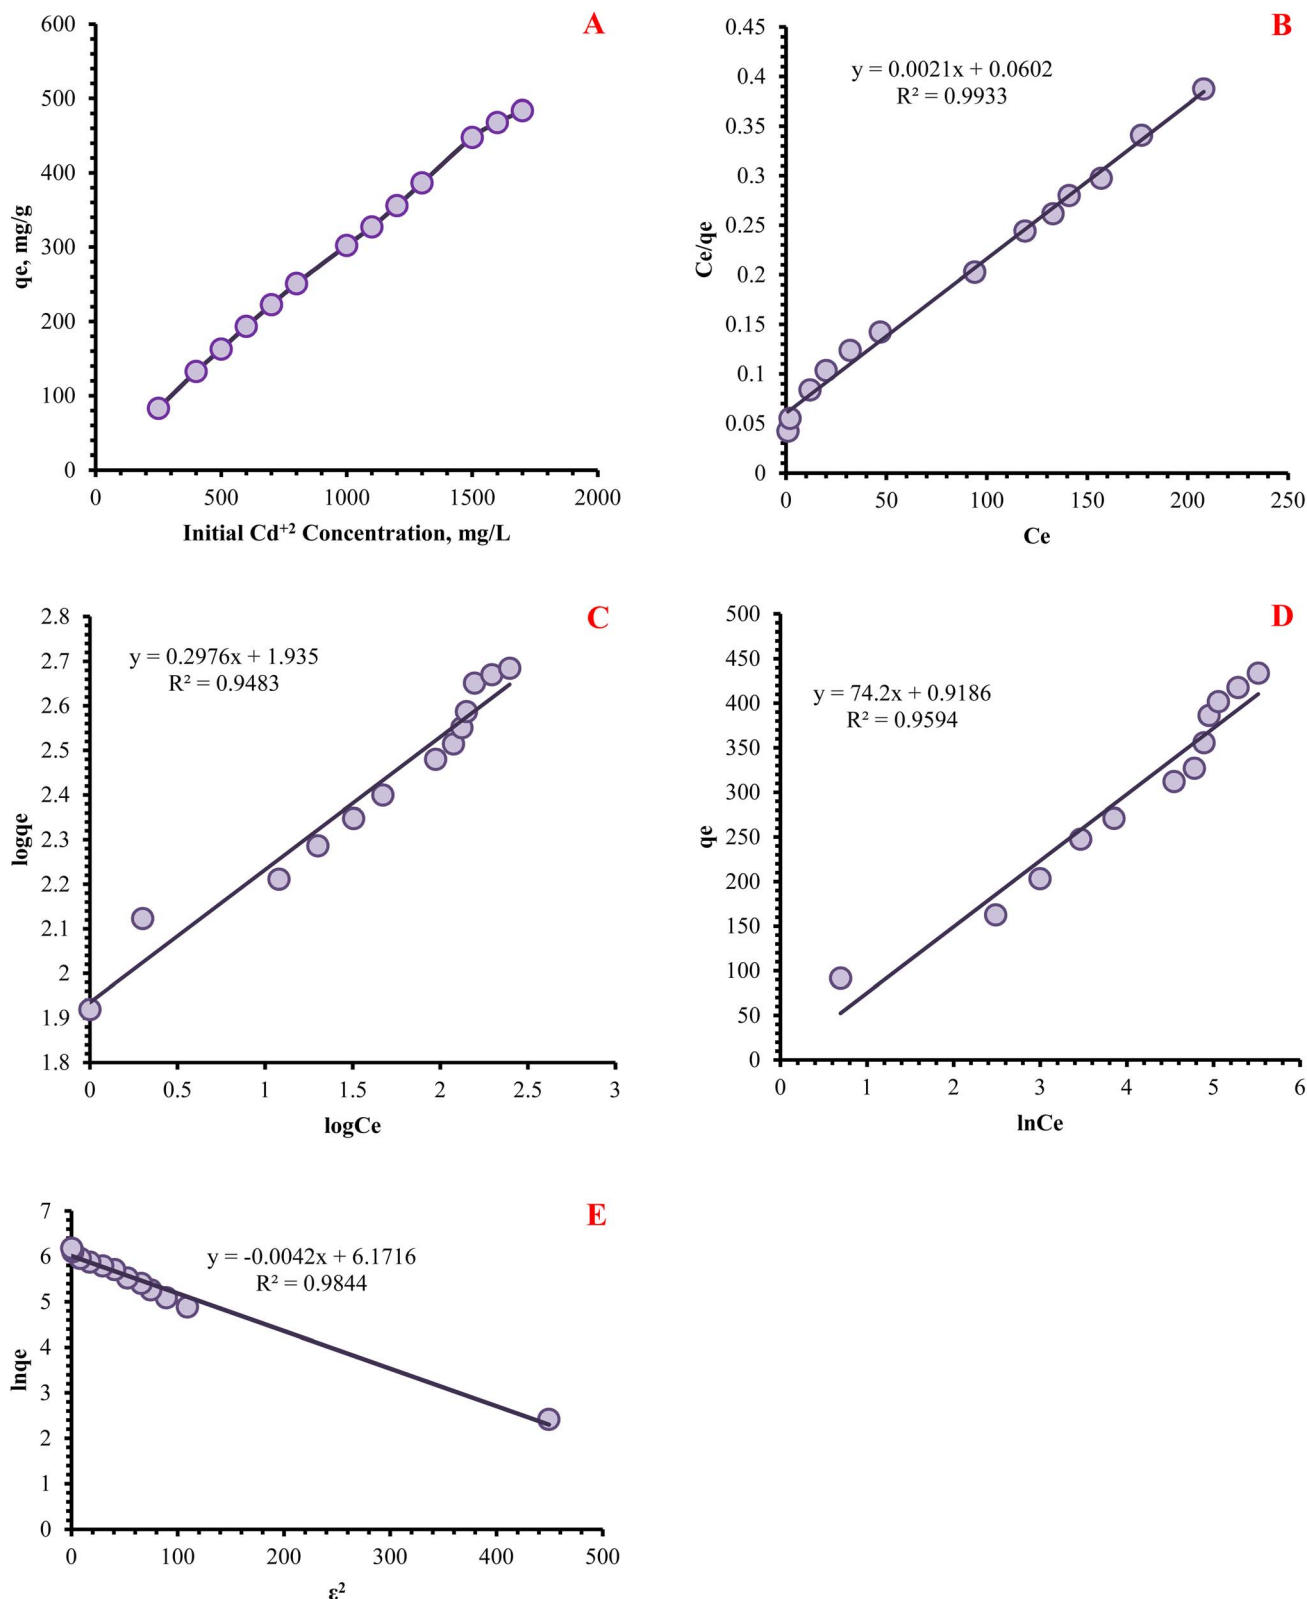 A
600
500
400
300
200
100
0
qe, mg/g
0 500 1000 1500 2000
Initial Cd⁺² Concentration, mg/L
B
y = 0.0021x + 0.0602
R² = 0.9933
0.45
0.4
0.35
0.3
0.25
0.2
0.15
0.1
0.05
0
Ce/qe
0 50 100 150 200 250
Ce
C
y = 0.2976x + 1.935
R² = 0.9483
2.8
2.7
2.6
2.5
2.4
2.3
2.2
2.1
2
1.9
1.8
logqe
0 0.5 1 1.5 2 2.5 3
logCe
D
y = 74.2x + 0.9186
R² = 0.9594
500
450
400
350
300
250
200
150
100
50
0
qe
0 1 2 3 4 5 6
lnCe
E
y = -0.0042x + 6.1716
R² = 0.9844
7
6
5
4
3
2
1
0
lnqe
0 100 200 300 400 500
ε²